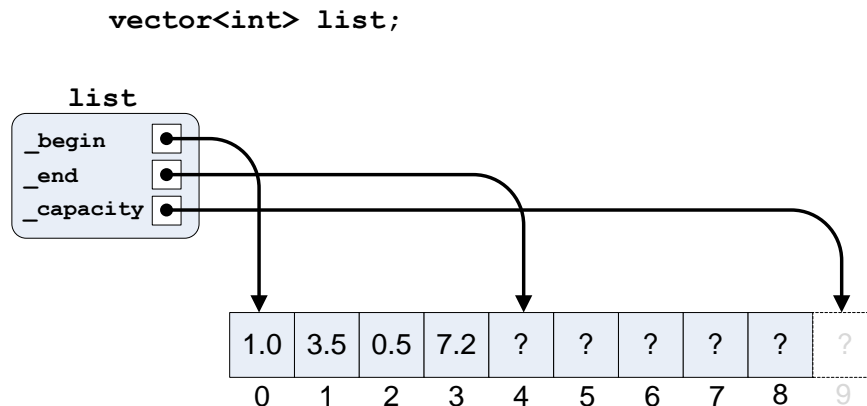 vector<int> list;
list
_begin
_end
_capacity
1.0 3.5 0.5 7.2 ? ? ? ? ? ?
0 1 2 3 4 5 6 7 8 9